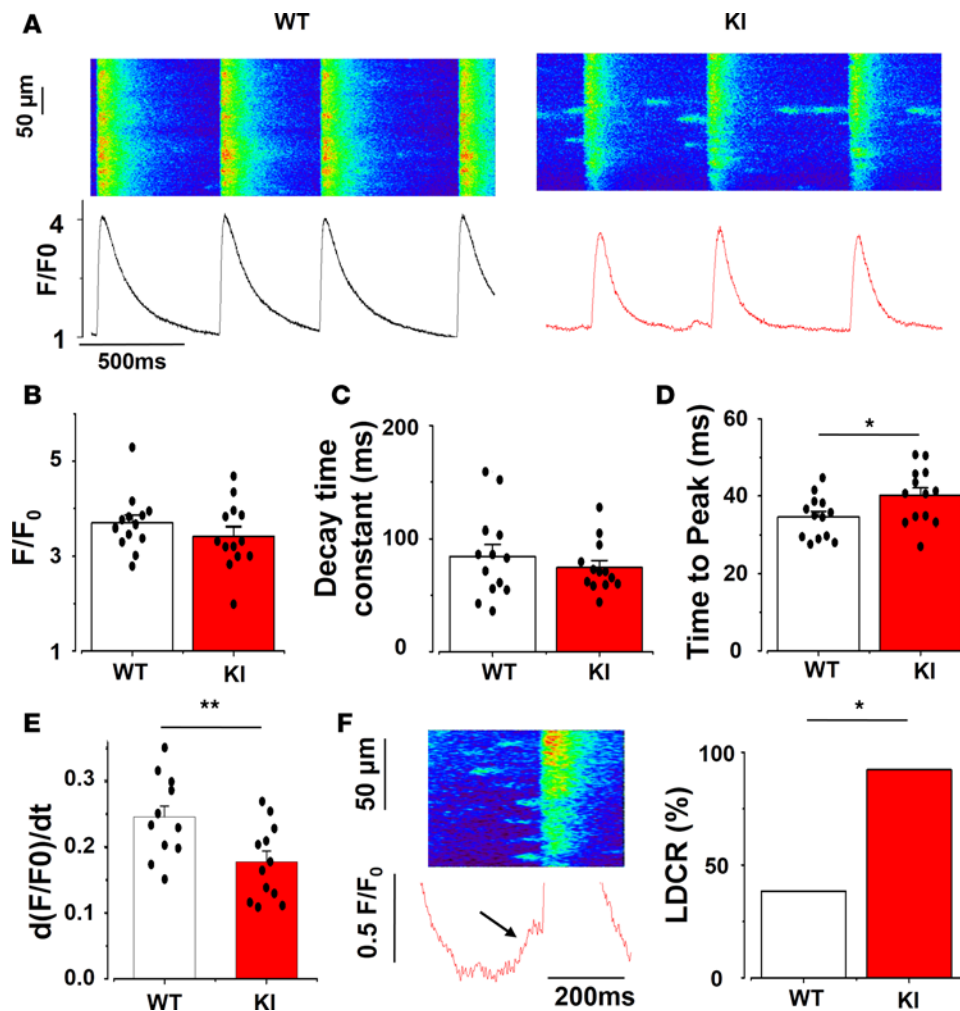 A
WT
KI
50 µm
F/F0
4
1
500ms
B
F/F0
5
3
1
WT
KI
C
Decay time
constant (ms)
200
100
0
WT
KI
D
Time to Peak (ms)
60
40
20
0
*
WT
KI
E
d(F/F0)/dt
0.3
0.2
0.1
0.0
**
WT
KI
F
50 µm
0.5 F/F0
200ms
LDCR (%)
100
50
0
*
WT
KI